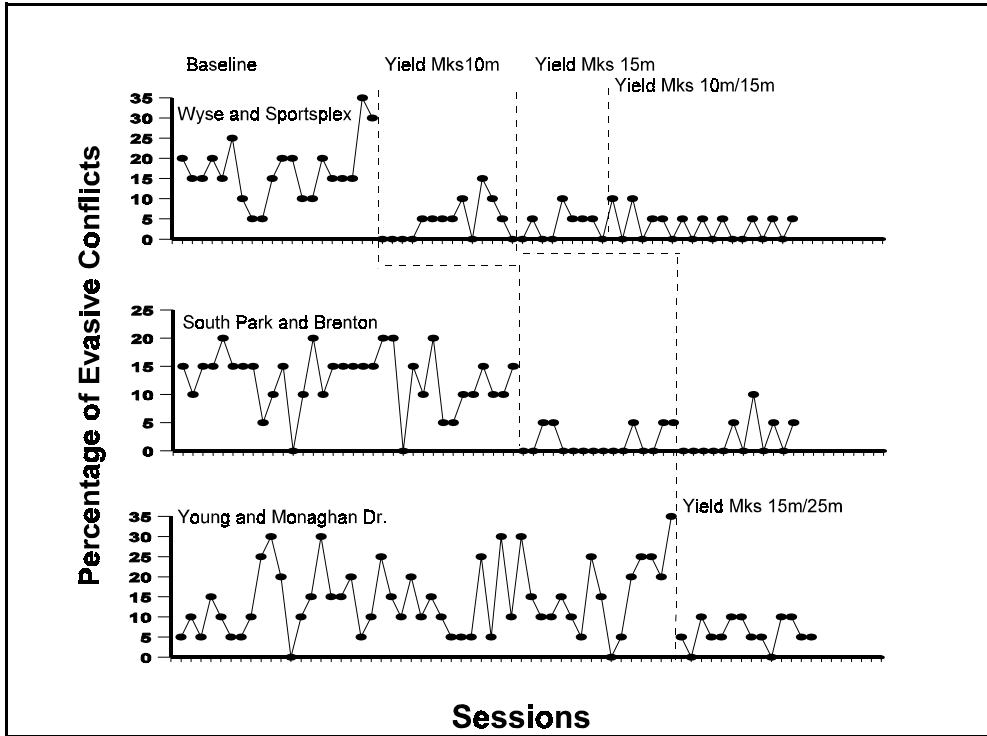 Baseline
Yield Mks10m
Yield Mks 15m
Yield Mks 10m/15m
Percentage of Evasive Conflicts
Wyse and Sportsplex
35
30
25
20
15
10
5
0
South Park and Brenton
25
20
15
10
5
0
Young and Monaghan Dr.
Yield Mks 15m/25m
35
30
25
20
15
10
5
0
Sessions